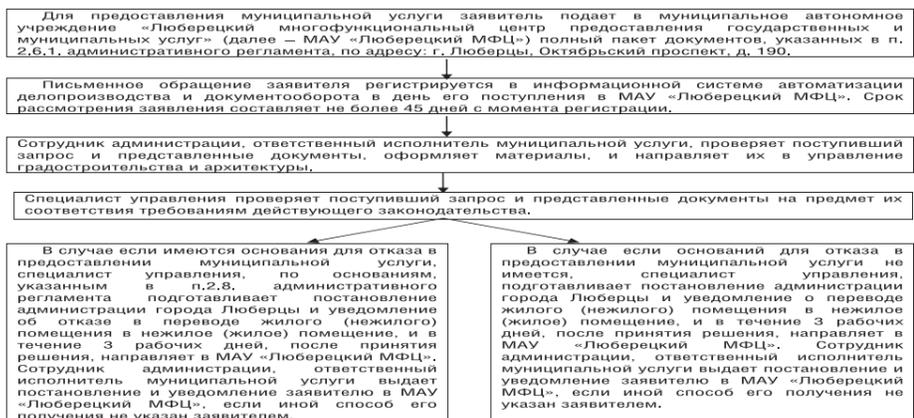 Для предоставления муниципальной услуги заявитель подает в муниципальное автономное
учреждение «Люберецкий многофункциональный центр предоставления государственных и
муниципальных услуг» (далее – МАУ «Люберецкий МФЦ») полный пакет документов, указанных в п.
2.6.1. административного регламента, по адресу: г. Люберцы, Октябрьский проспект, д. 190.
Письменное обращение заявителя регистрируется в информационной системе автоматизации
делопроизводства и документооборота в день его поступления в МАУ «Люберецкий МФЦ». Срок
рассмотрения заявления составляет не более 45 дней с момента регистрации.
Сотрудник администрации, ответственный исполнитель муниципальной услуги, проверяет поступивший
запрос и представленные документы, оформляет материалы, и направляет их в управление
градостроительства и архитектуры.
Специалист управления проверяет поступивший запрос и представленные документы на предмет их
соответствия требованиям действующего законодательства.
В случае если имеются основания для отказа в
предоставлении муниципальной услуги,
специалист управления, по основаниям,
указанным в п.2.8, административного
регламента подготавливает постановление
администрации города Люберцы и уведомление
об отказе в переводе жилого (нежилого)
помещения в нежилое (жилое) помещение, и в
течение 3 рабочих дней, после принятия
решения, направляет в МАУ «Люберецкий МФЦ».
Сотрудник администрации, ответственный
исполнитель муниципальной услуги выдает
постановление и уведомление заявителю в МАУ
«Люберецкий МФЦ», если иной способ его
получения не указан заявителем.
В случае если оснований для отказа в
предоставлении муниципальной услуги не
имеется, специалист управления,
подготавливает постановление администрации
города Люберцы и уведомление о переводе
жилого (нежилого) помещения в нежилое
(жилое) помещение, и в течение 3 рабочих
дней, после принятия решения, направляет в
МАУ «Люберецкий МФЦ». Сотрудник
администрации, ответственный исполнитель
муниципальной услуги выдает постановление и
уведомление заявителю в МАУ «Люберецкий
МФЦ», если иной способ его получения не
указан заявителем.